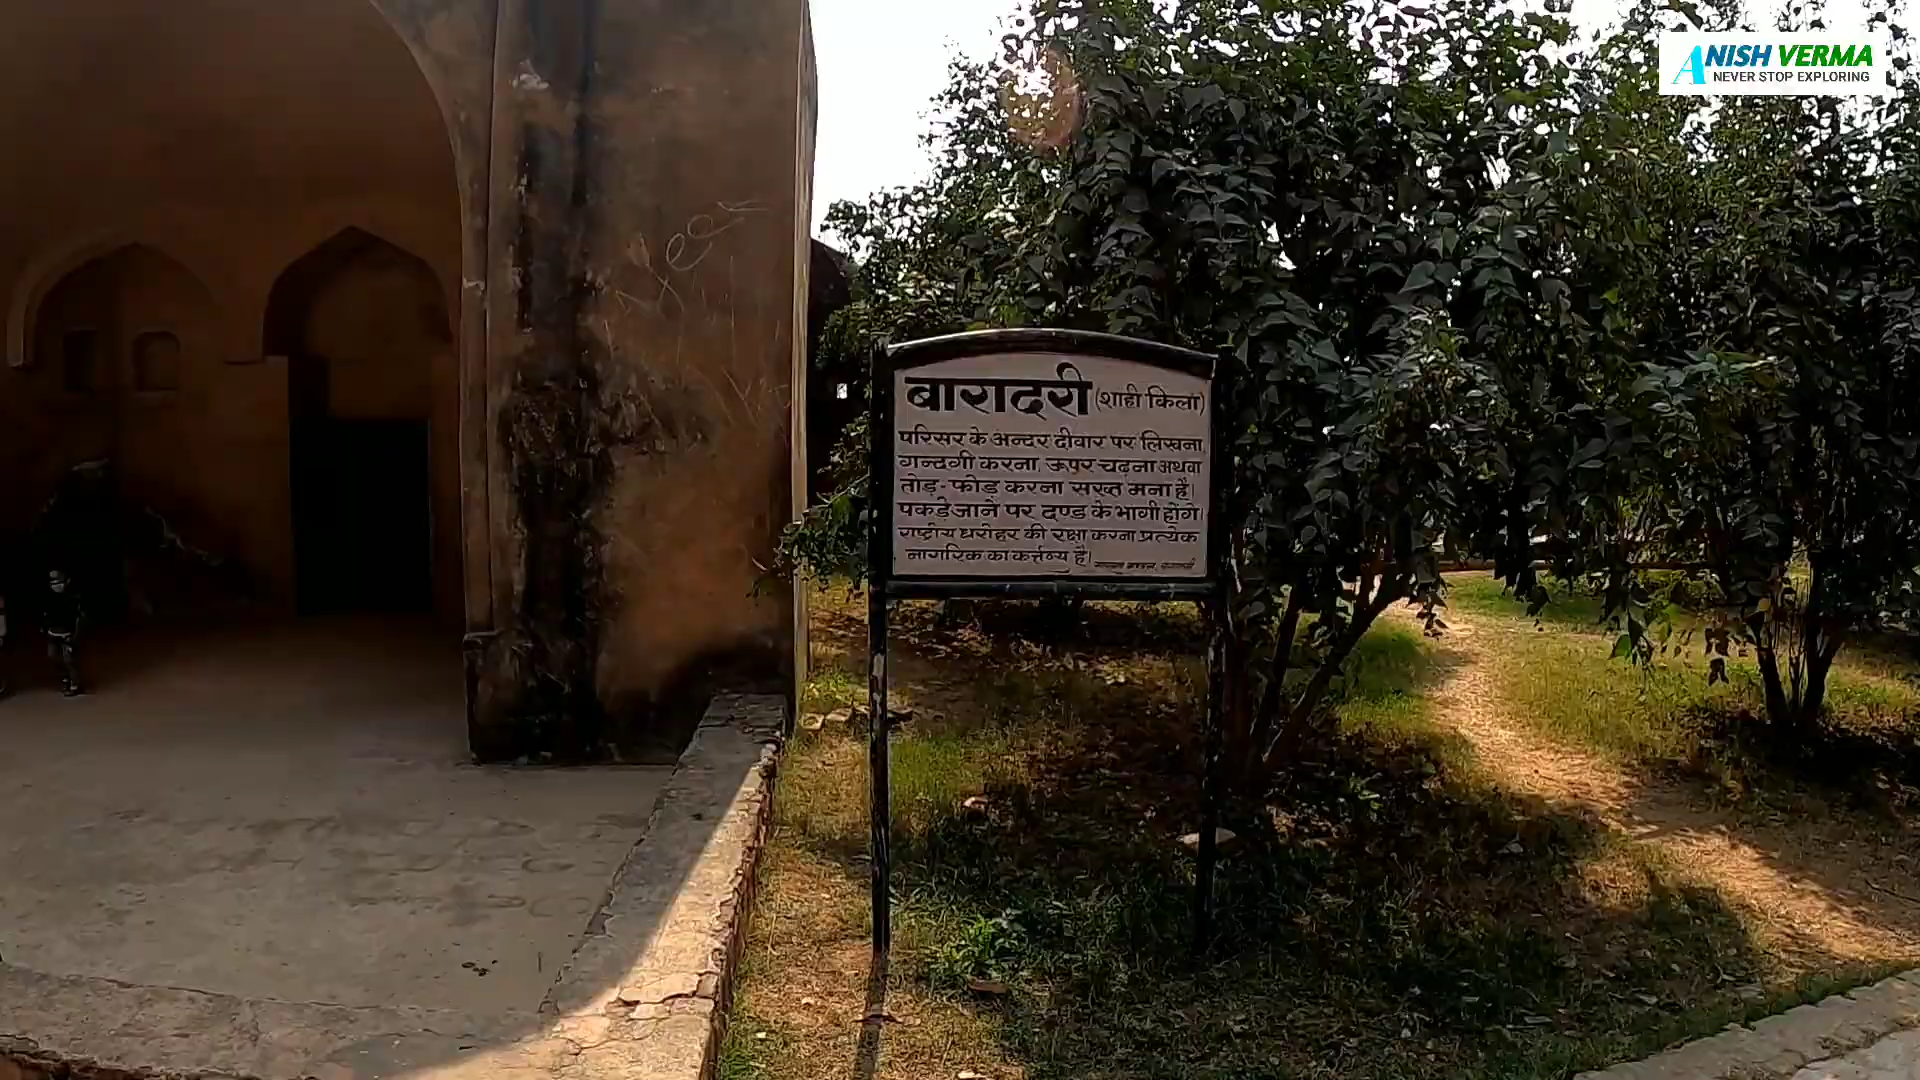 ANISH VERMA
NEVER STOP EXPLORING
बारादरी (शाही किला)
परिसर के अन्दर दीवार पर लिखना,
गन्दगी करना, ऊपर चढ़ना अथवा
तोड़-फोड़ करना सख्त मना है।
पकड़े जाने पर दण्ड के भागी होंगे।
राष्ट्रीय धरोहर की रक्षा करना प्रत्येक
नागरिक का कर्त्तव्य है।